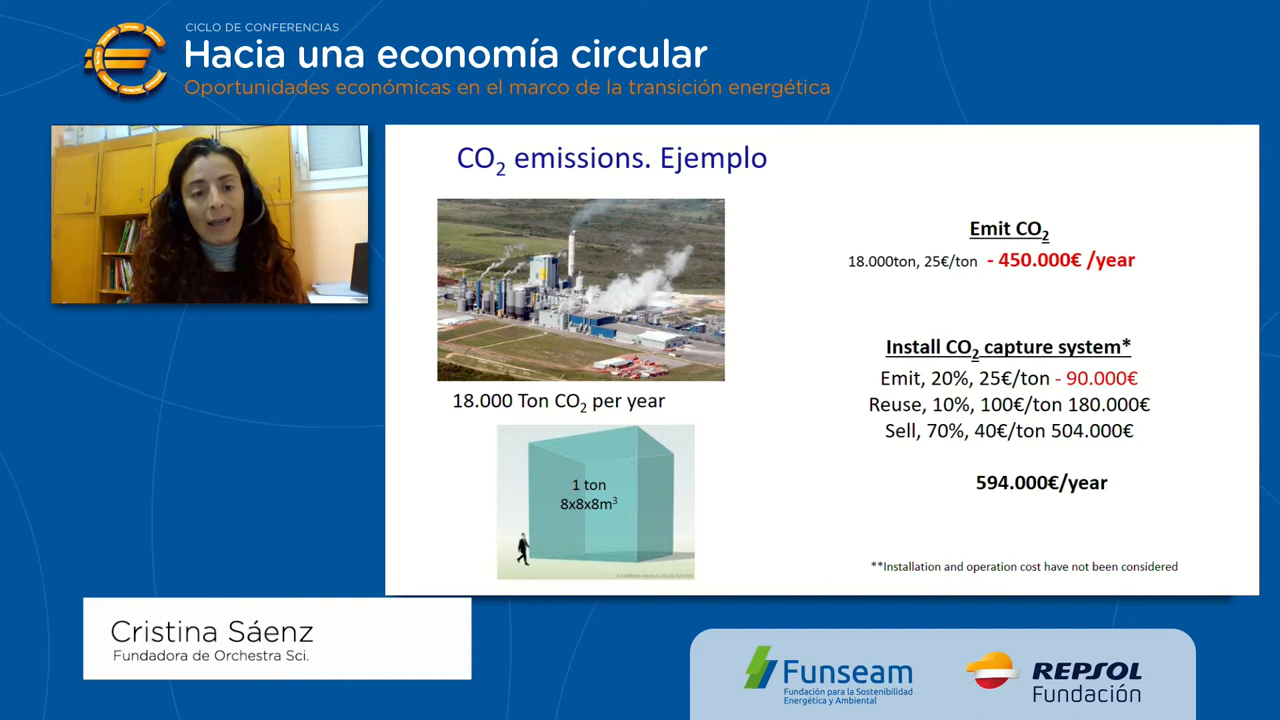 CICLO DE CONFERENCIAS
Hacia una economía circular
Oportunidades económicas en el marco de la transición energética
CO2 emissions. Ejemplo
18.000 Ton CO2 per year
1 ton
8x8x8m3
Emit CO2
18.000ton, 25€/ton - 450.000€ /year
Install CO2 capture system*
Emit, 20%, 25€/ton - 90.000€
Reuse, 10%, 100€/ton 180.000€
Sell, 70%, 40€/ton 504.000€
594.000€/year
**Installation and operation cost have not been considered
Cristina Sáenz
Fundadora de Orchestra Sci.
Funseam
Fundación para la Sostenibilidad
Energética y Ambiental
REPSOL
Fundación